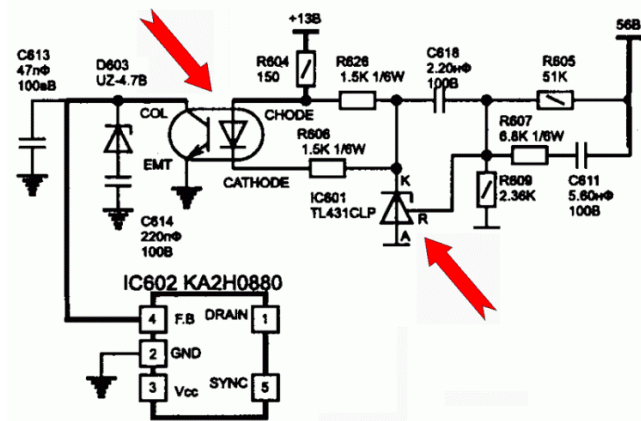 C613
47пФ
100вВ
D603
UZ-4.7В
+13В
R604
150
R626
1.5K 1/6W
C618
2.20нФ
100В
R605
51K
56В
COL
CHODE
R606
1.5K 1/6W
R607
6.8K 1/6W
EMT
CATHODE
IC601
TL431CLP
K
R
A
R609
2.36K
C611
5.60нФ
100В
C614
220пФ
100В
IC602 KA2H0880
4
F.B
DRAIN
1
2
GND
3
Vcc
SYNC
5